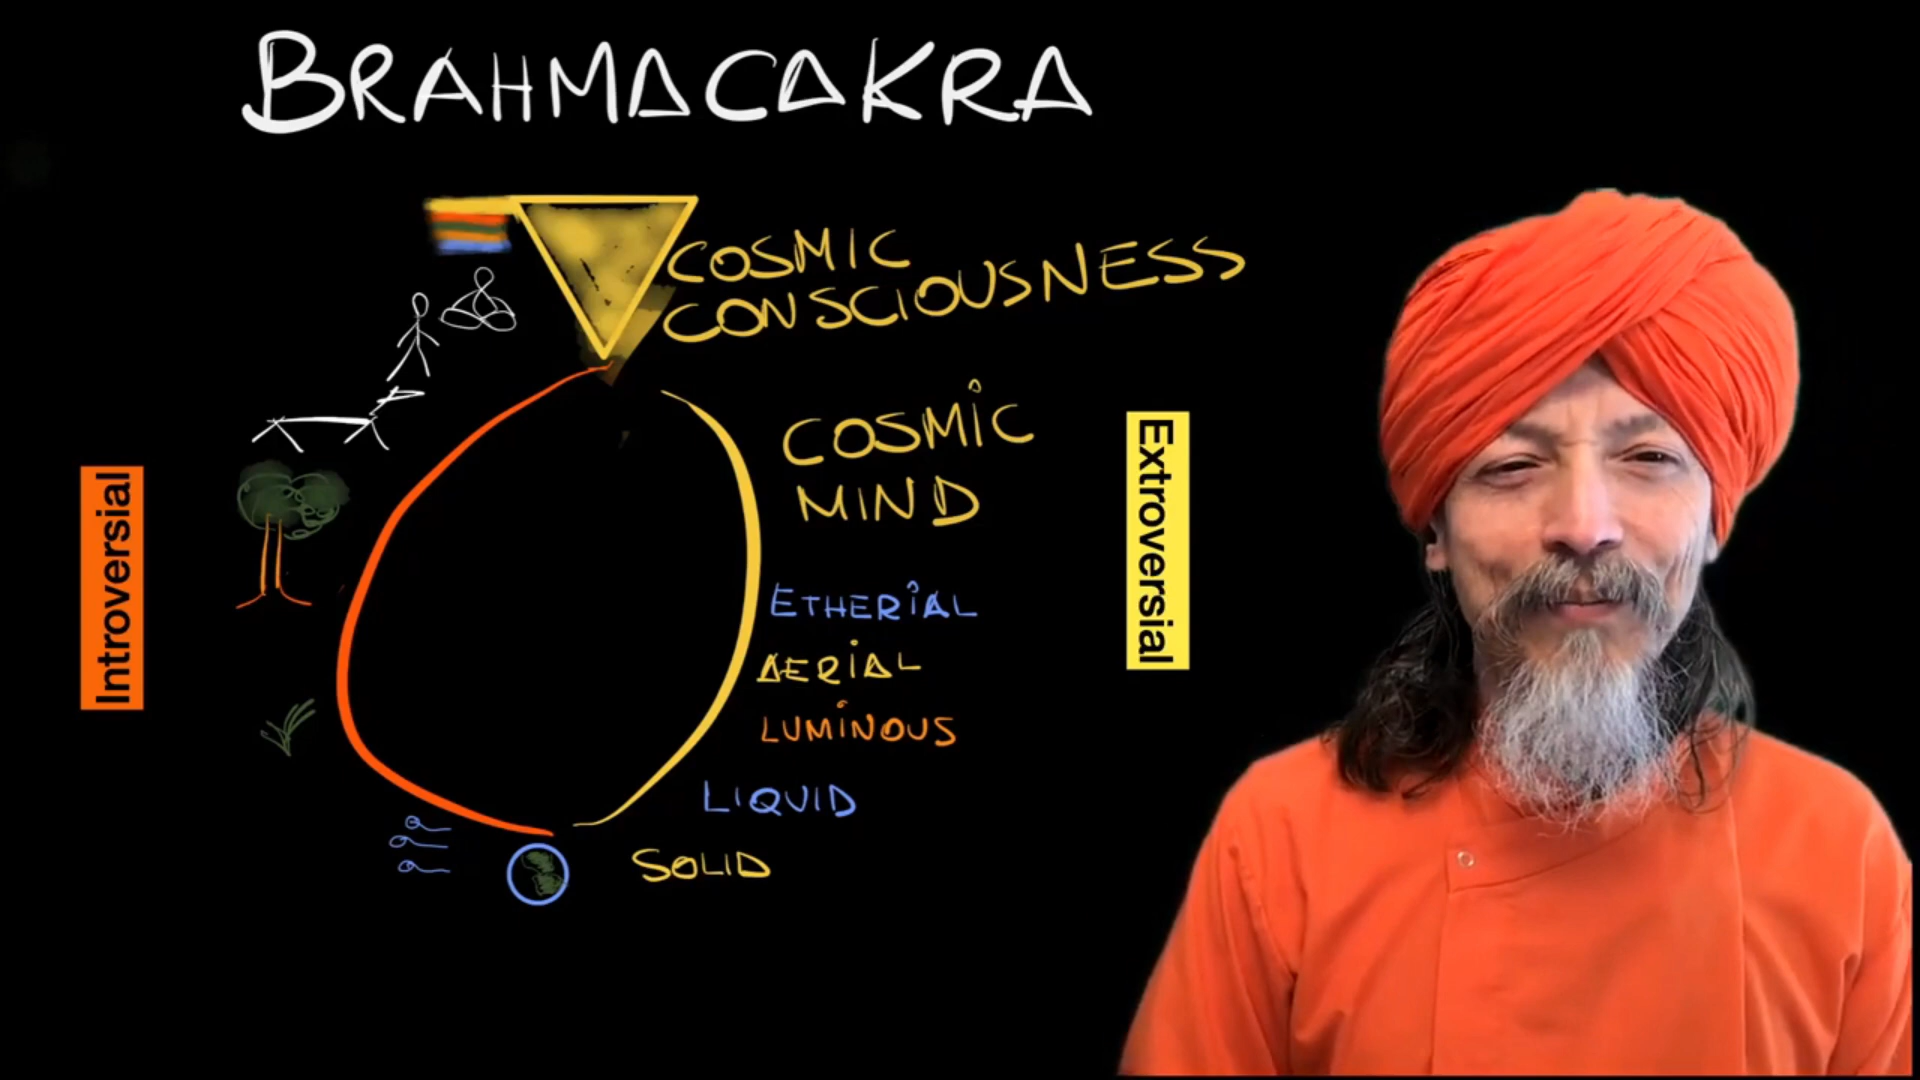 BRAHMACAKRA
COSMIC
CONSCIOUSNESS
COSMIC
MIND
Introversial
Extroversial
ETHERIAL
AERIAL
LUMINOUS
LIQUID
SOLID